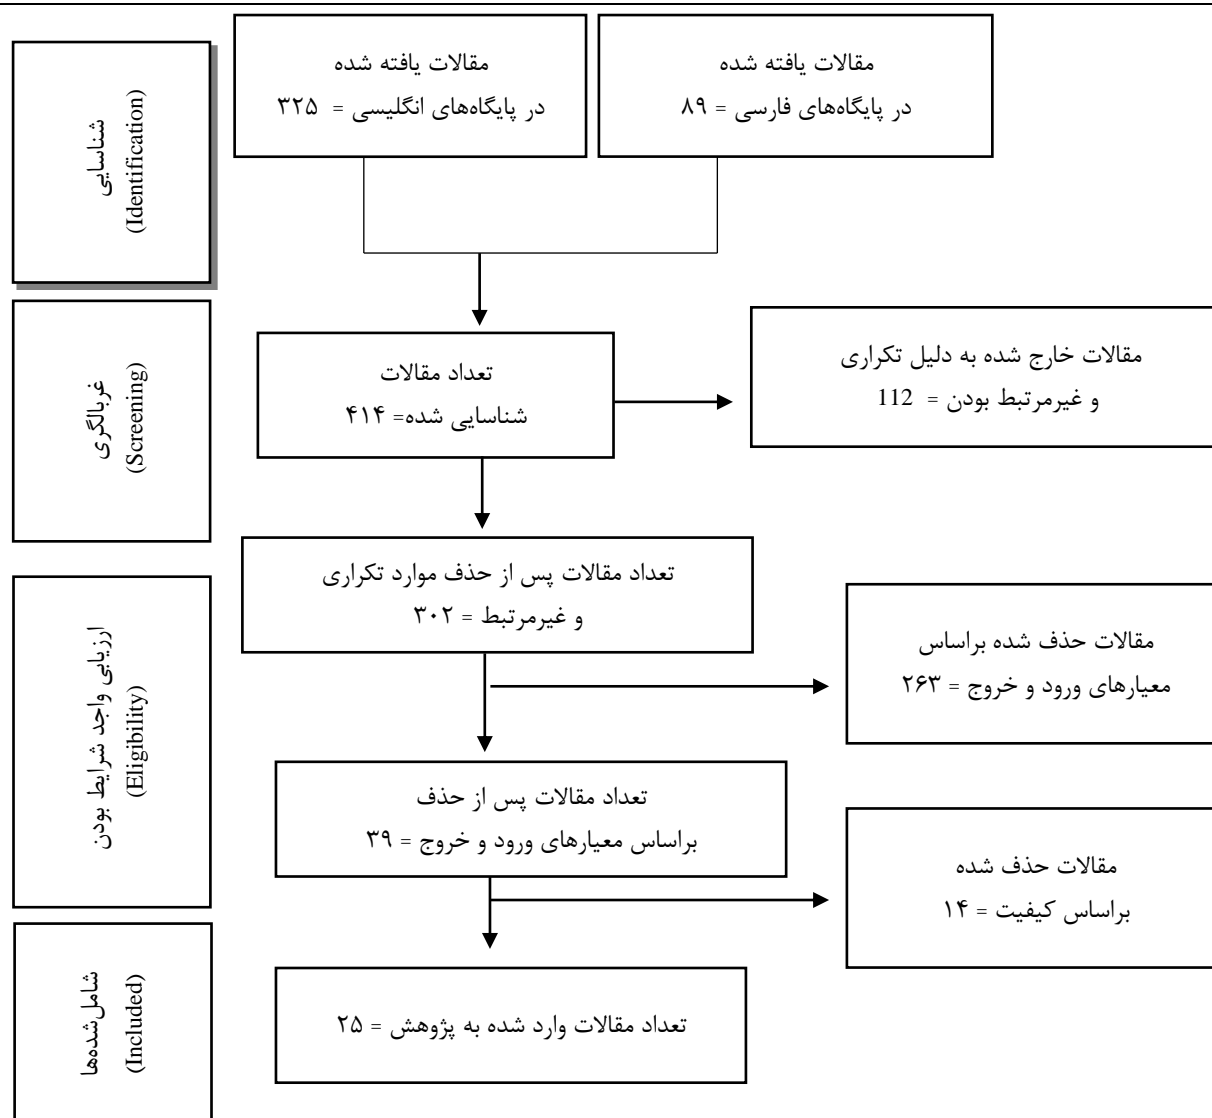 شناسایی
(Identification)
مقالات یافته شده
در پایگاه‌های فارسی = ۸۹
مقالات یافته شده
در پایگاه‌های انگلیسی = ۳۲۵
غربالگری
(Screening)
تعداد مقالات
شناسایی شده= ۴۱۴
مقالات خارج شده به دلیل تکراری
و غیرمرتبط بودن = 112
تعداد مقالات پس از حذف موارد تکراری
و غیرمرتبط = ۳۰۲
ارزیابی واجد شرایط بودن
(Eligibility)
مقالات حذف شده براساس
معیارهای ورود و خروج = ۲۶۳
تعداد مقالات پس از حذف
براساس معیارهای ورود و خروج = ۳۹
مقالات حذف شده
براساس کیفیت = ۱۴
شامل‌شده‌ها
(Included)
تعداد مقالات وارد شده به پژوهش = ۲۵